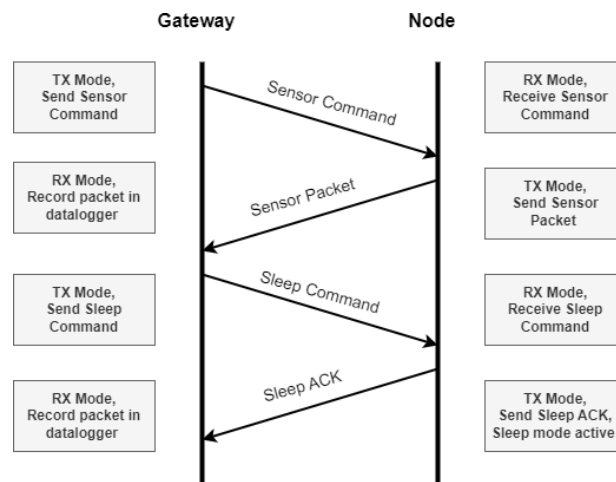 Gateway
Node
TX Mode,
Send Sensor
Command
Sensor Command
RX Mode,
Receive Sensor
Command
RX Mode,
Record packet in
datalogger
Sensor Packet
TX Mode,
Send Sensor
Packet
TX Mode,
Send Sleep
Command
Sleep Command
RX Mode,
Receive Sleep
Command
RX Mode,
Record packet in
datalogger
Sleep ACK
TX Mode,
Send Sleep ACK,
Sleep mode active